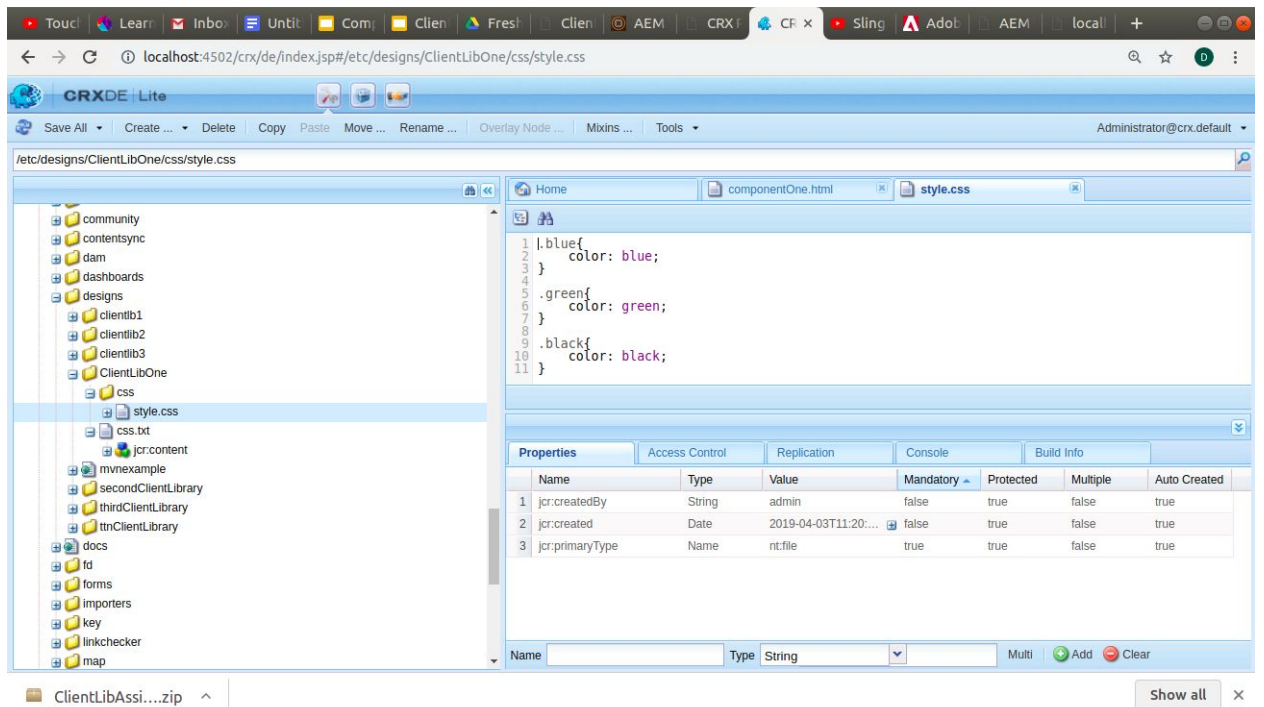 Touc Learn Inbox Untit Comp Clien Fresh Clien AEM CRX F CR × Sling Adob AEM locall +
localhost:4502/crx/de/index.jsp#/etc/designs/ClientLibOne/css/style.css D
CRXDE Lite
Save All Create ... Delete Copy Paste Move ... Rename ... Overlay Node ... Mixins ... Tools Administrator@crx.default
/etc/designs/ClientLibOne/css/style.css
Home componentOne.html style.css
community
contentsync
dam
dashboards
designs
clientlb1
clientlib2
clientlib3
ClientLibOne
css
style.css
css.txt
jcr:content
mvnexample
secondClientLibrary
thirdClientLibrary
ttnClientLibrary
docs
fd
forms
importers
key
linkchecker
map
1 .blue{
2 color: blue;
3 }
4
5 .green{
6 color: green;
7 }
8
9 .black{
10 color: black;
11 }
Properties Access Control Replication Console Build Info
Name Type Value Mandatory Protected Multiple Auto Created
1 jcr:createdBy String admin false true false true
2 jcr:created Date 2019-04-03T11:20:... false true false true
3 jcr:primaryType Name nt:file true true false true
Name Type String Multi Add Clear
ClientLibAssi....zip Show all ×